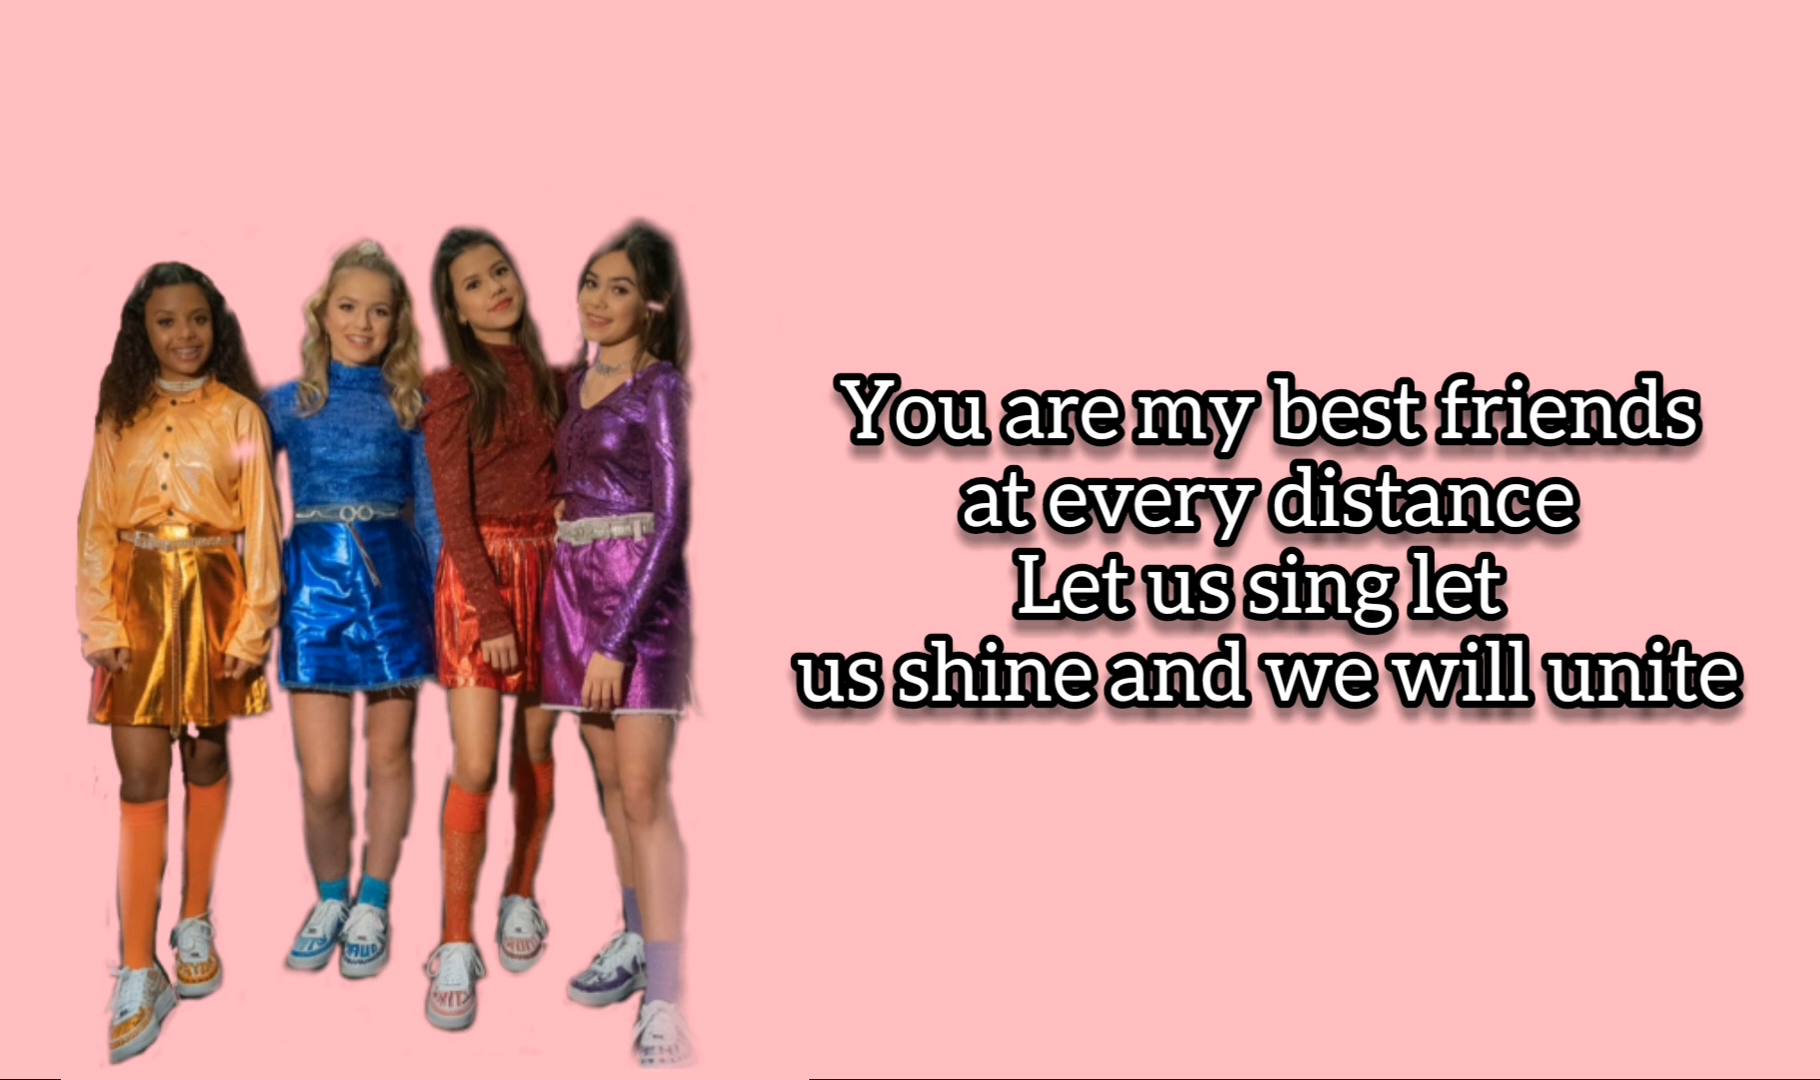 You are my best friends
at every distance
Let us sing let
us shine and we will unite